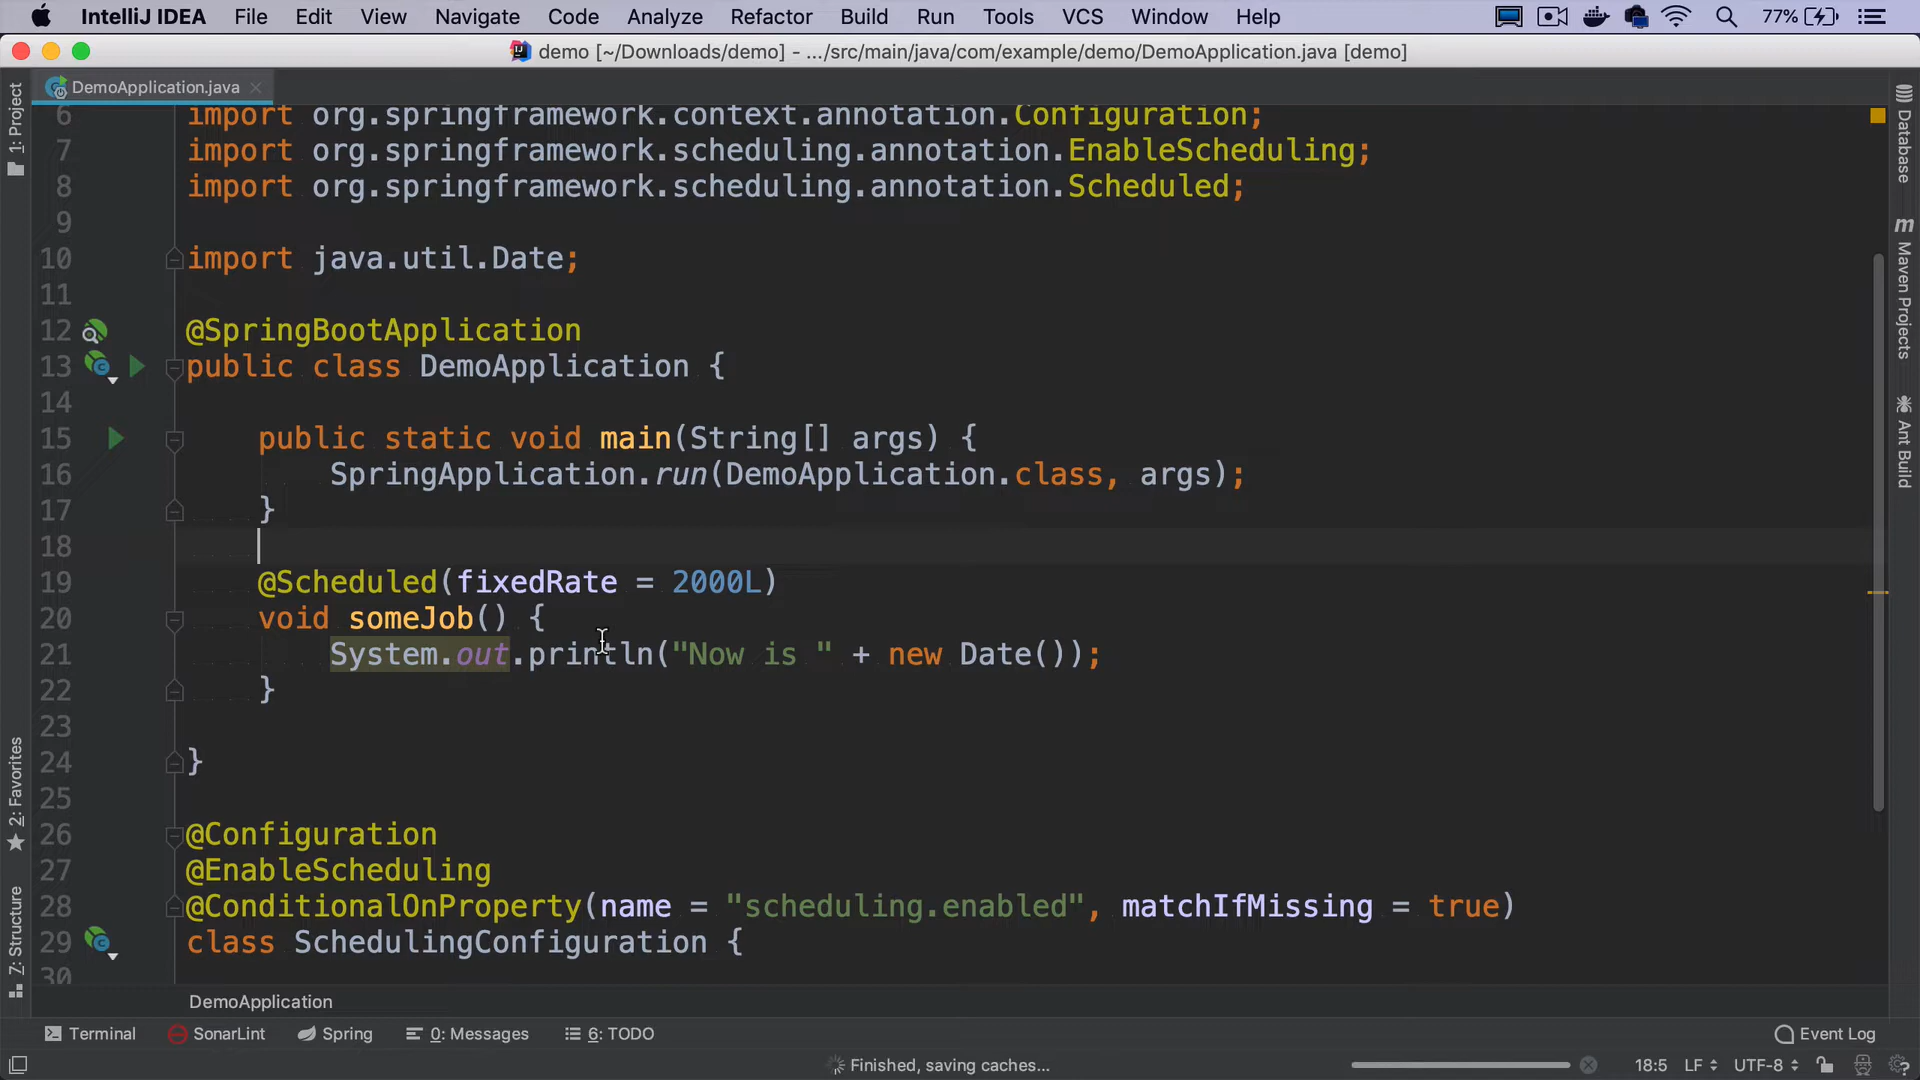 IntelliJ IDEA File Edit View Navigate Code Analyze Refactor Build Run Tools VCS Window Help 77%
demo [~/Downloads/demo] - .../src/main/java/com/example/demo/DemoApplication.java [demo]
DemoApplication.java
1: Project
2: Favorites
7: Structure
6 import org.springframework.context.annotation.Configuration;
7 import org.springframework.scheduling.annotation.EnableScheduling;
8 import org.springframework.scheduling.annotation.Scheduled;
9
10 import java.util.Date;
11
12 @SpringBootApplication
13 public class DemoApplication {
14
15 public static void main(String[] args) {
16 SpringApplication.run(DemoApplication.class, args);
17 }
18
19 @Scheduled(fixedRate = 2000L)
20 void someJob() {
21 System.out.println("Now is " + new Date());
22 }
23
24 }
25
26 @Configuration
27 @EnableScheduling
28 @ConditionalOnProperty(name = "scheduling.enabled", matchIfMissing = true)
29 class SchedulingConfiguration {
30
Database
m Maven Projects
Ant Build
DemoApplication
Terminal SonarLint Spring 0: Messages 6: TODO Event Log
Finished, saving caches... 18:5 LF UTF-8